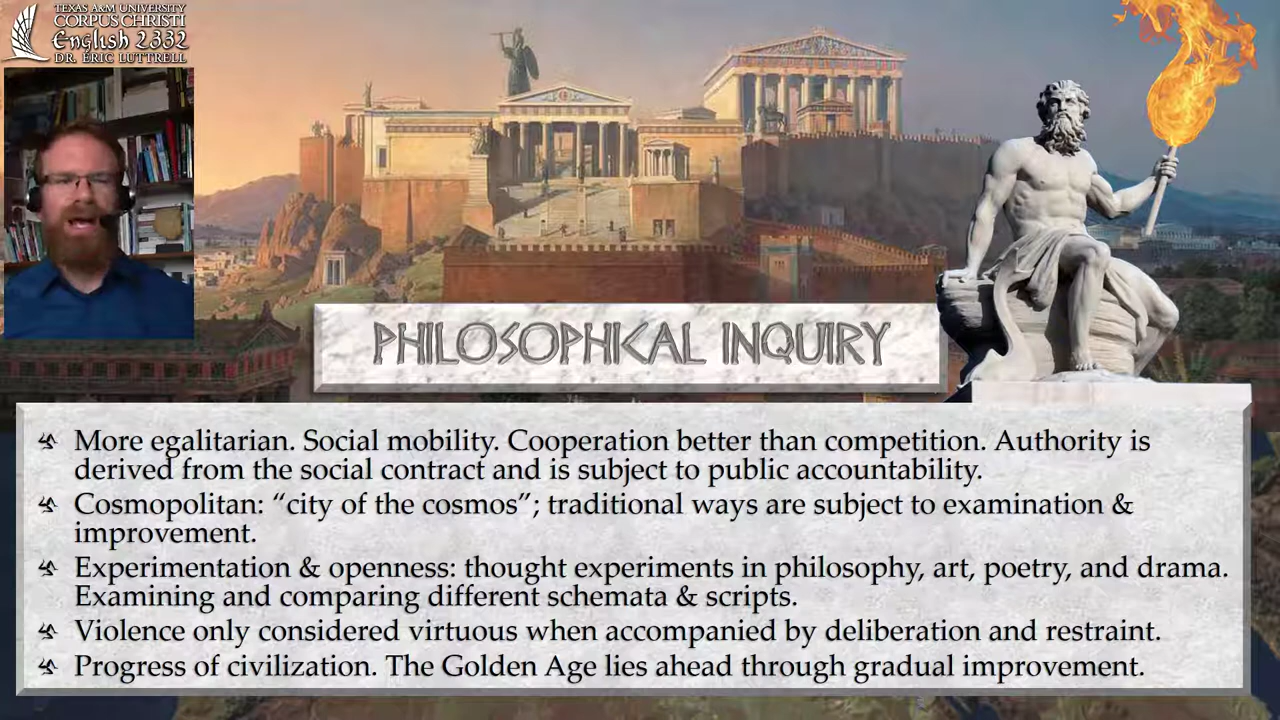 TEXAS A&M UNIVERSITY
CORPUS CHRISTI
English 2332
DR. ERIC LUTTRELL
PHILOSOPHICAL INQUIRY
More egalitarian. Social mobility. Cooperation better than competition. Authority is
derived from the social contract and is subject to public accountability.
Cosmopolitan: “city of the cosmos”; traditional ways are subject to examination &
improvement.
Experimentation & openness: thought experiments in philosophy, art, poetry, and drama.
Examining and comparing different schemata & scripts.
Violence only considered virtuous when accompanied by deliberation and restraint.
Progress of civilization. The Golden Age lies ahead through gradual improvement.